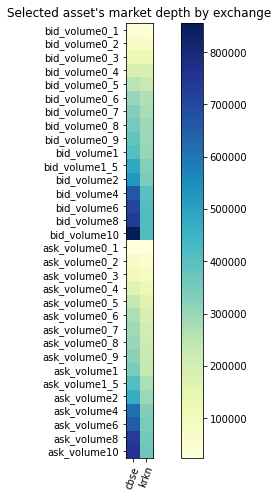 Selected asset's market depth by exchange
bid_volume0_1
bid_volume0_2
bid_volume0_3
bid_volume0_4
bid_volume0_5
bid_volume0_6
bid_volume0_7
bid_volume0_8
bid_volume0_9
bid_volume1
bid_volume1_5
bid_volume2
bid_volume4
bid_volume6
bid_volume8
bid_volume10
ask_volume0_1
ask_volume0_2
ask_volume0_3
ask_volume0_4
ask_volume0_5
ask_volume0_6
ask_volume0_7
ask_volume0_8
ask_volume0_9
ask_volume1
ask_volume1_5
ask_volume2
ask_volume4
ask_volume6
ask_volume8
ask_volume10
cbse
krkn
800000
700000
600000
500000
400000
300000
200000
100000